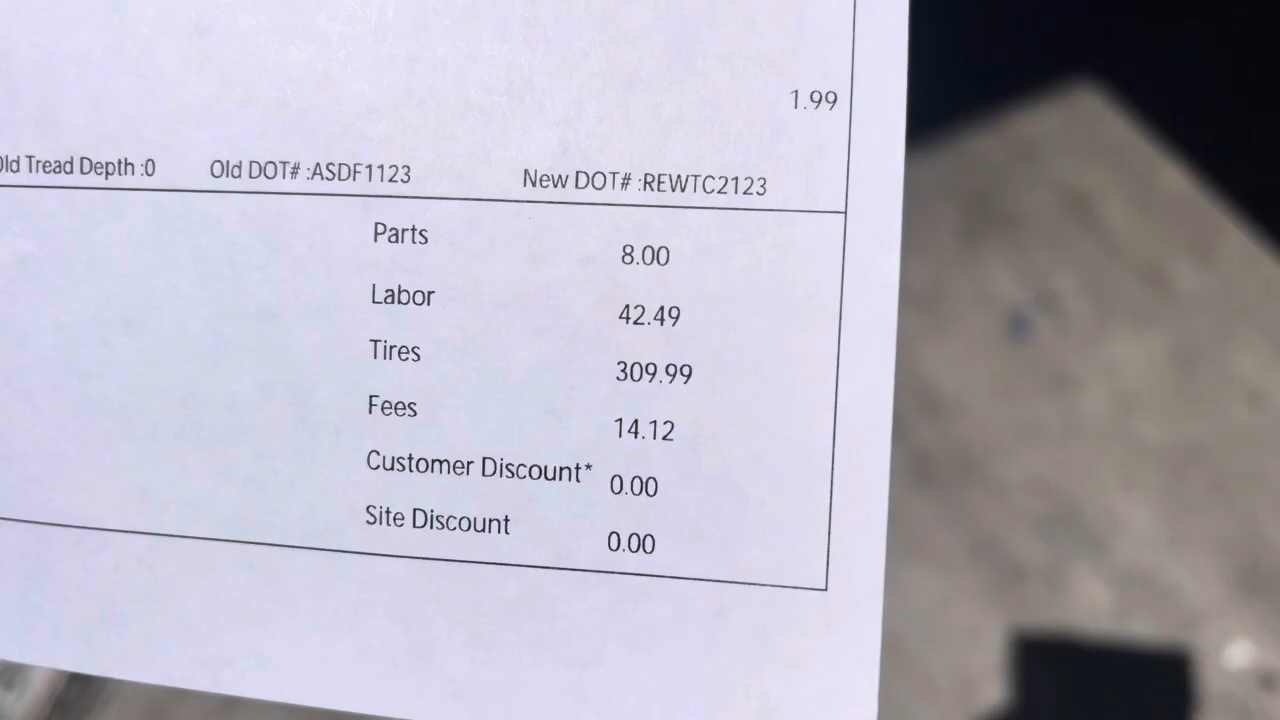 1.99
Old Tread Depth :0 Old DOT# :ASDF1123 New DOT# :REWTC2123
Parts 8.00
Labor 42.49
Tires 309.99
Fees 14.12
Customer Discount* 0.00
Site Discount 0.00